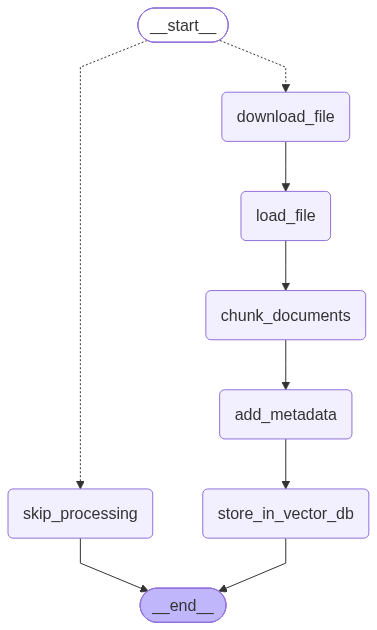 __start__
download_file
load_file
chunk_documents
add_metadata
skip_processing
store_in_vector_db
__end__